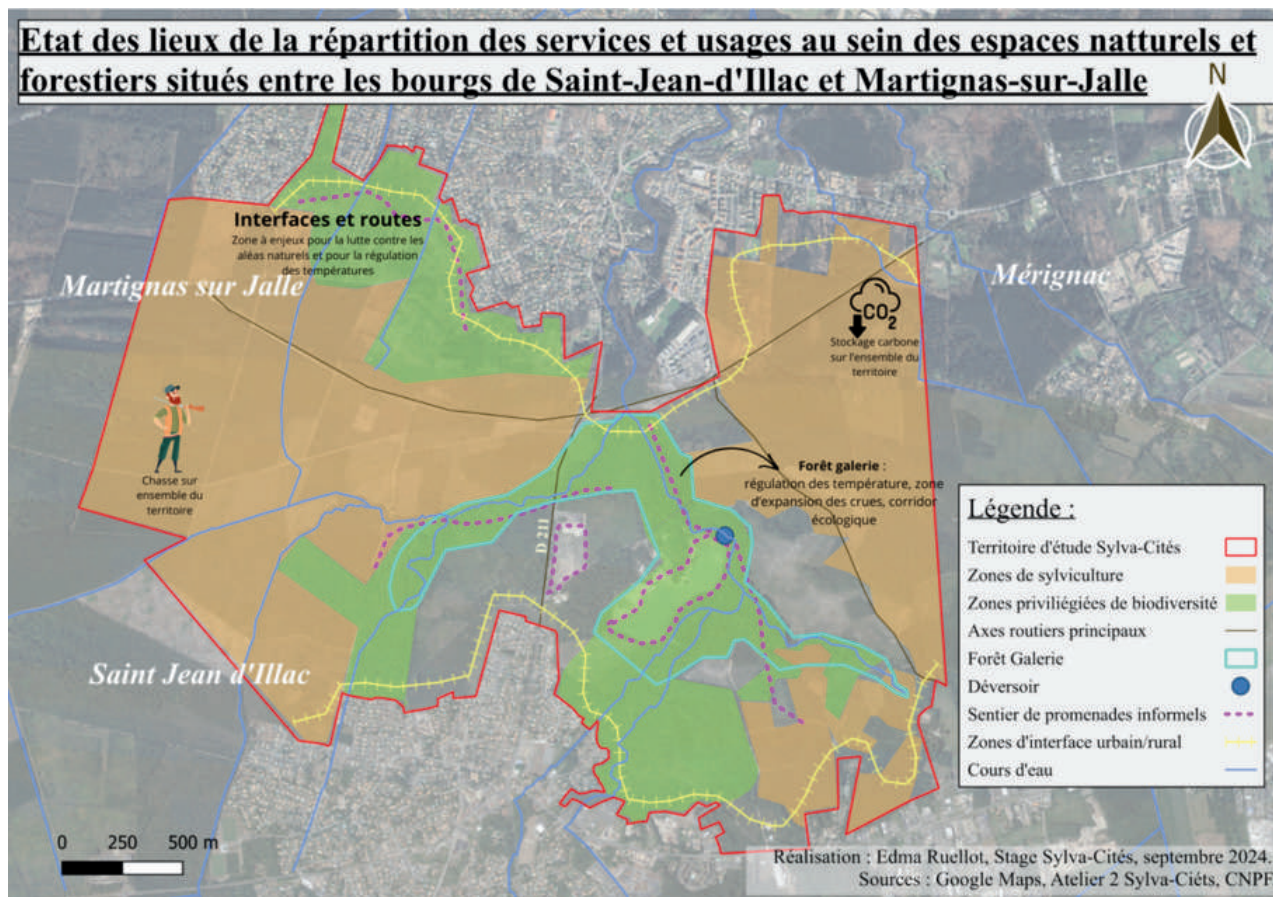 Etat des lieux de la répartition des services et usages au sein des espaces natturels et
forestiers situés entre les bourgs de Saint-Jean-d'Illac et Martignas-sur-Jalle
N
Interfaces et routes
Zone à enjeux pour la lutte contre les
aléas naturels et pour la régulation
des températures
Martignas sur Jalle
Mérignac
CO2
Stockage carbone
sur l'ensemble du
territoire
Chasse sur
ensemble du
territoire
Forêt galerie :
régulation des température, zone
d'expansion des crues, corridor
écologique
D 211
Saint Jean d'Illac
Légende :
Territoire d'étude Sylva-Cités
Zones de sylviculture
Zones priviliégiées de biodiversité
Axes routiers principaux
Forêt Galerie
Déversoir
Sentier de promenades informels
Zones d'interface urbain/rural
Cours d'eau
0 250 500 m
Réalisation : Edma Ruellot, Stage Sylva-Cités, septembre 2024.
Sources : Google Maps, Atelier 2 Sylva-Ciéts, CNPF